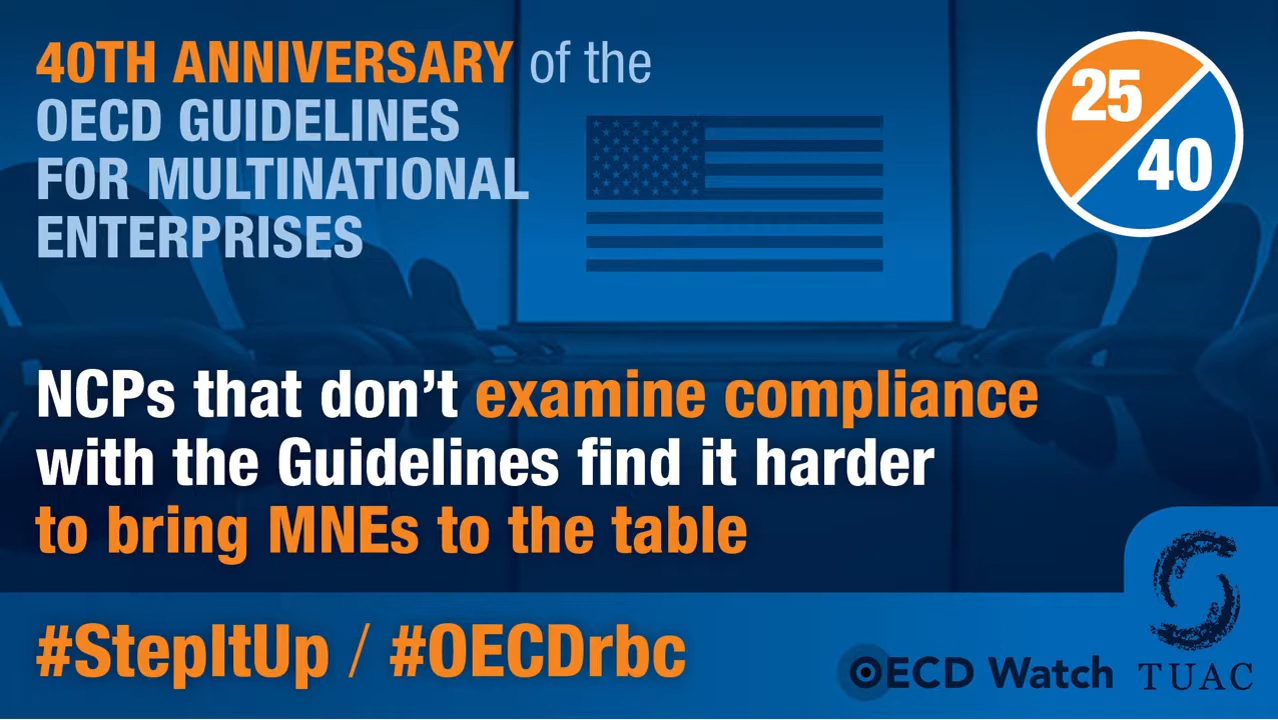 40TH ANNIVERSARY of the
OECD GUIDELINES
FOR MULTINATIONAL
ENTERPRISES
25
40
NCPs that don’t examine compliance
with the Guidelines find it harder
to bring MNEs to the table
#StepItUp / #OECDrbc
OECD Watch
TUAC